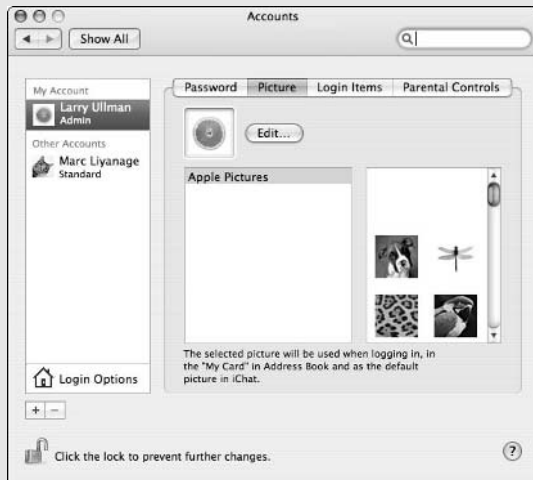 Accounts
Show All
My Account
Larry Ullman
Admin
Other Accounts
Marc Liyanage
Standard
Login Options
Password
Picture
Login Items
Parental Controls
Edit...
Apple Pictures
The selected picture will be used when logging in, in
the "My Card" in Address Book and as the default
picture in iChat.
+ −
Click the lock to prevent further changes.
?